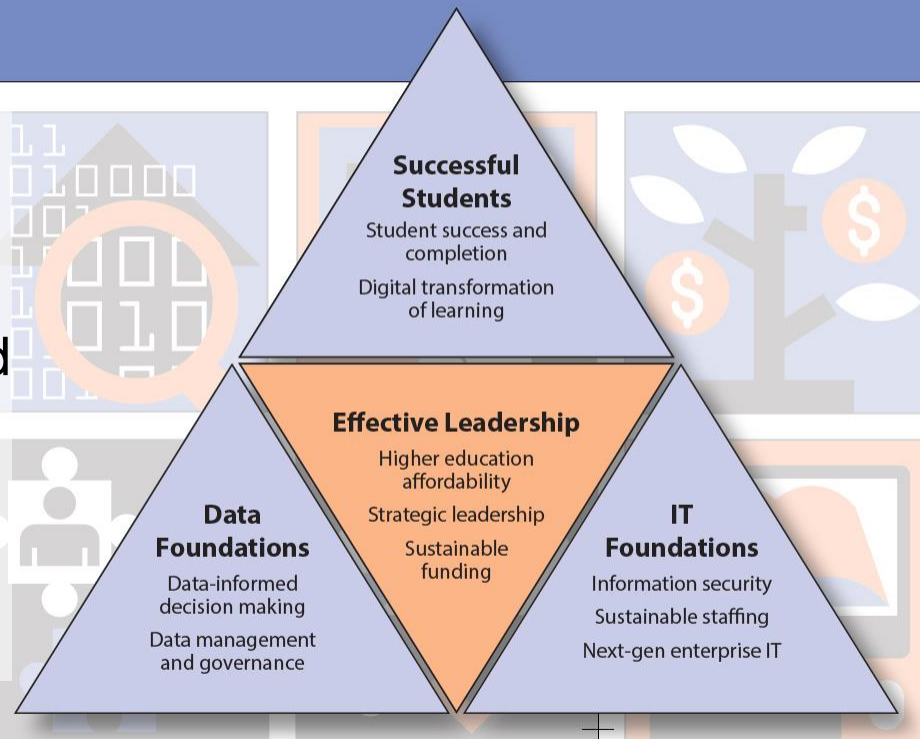 Successful
Students
Student success and
completion
Digital transformation
of learning
Effective Leadership
Higher education
affordability
Strategic leadership
Sustainable
funding
Data
Foundations
Data-informed
decision making
Data management
and governance
IT
Foundations
Information security
Sustainable staffing
Next-gen enterprise IT